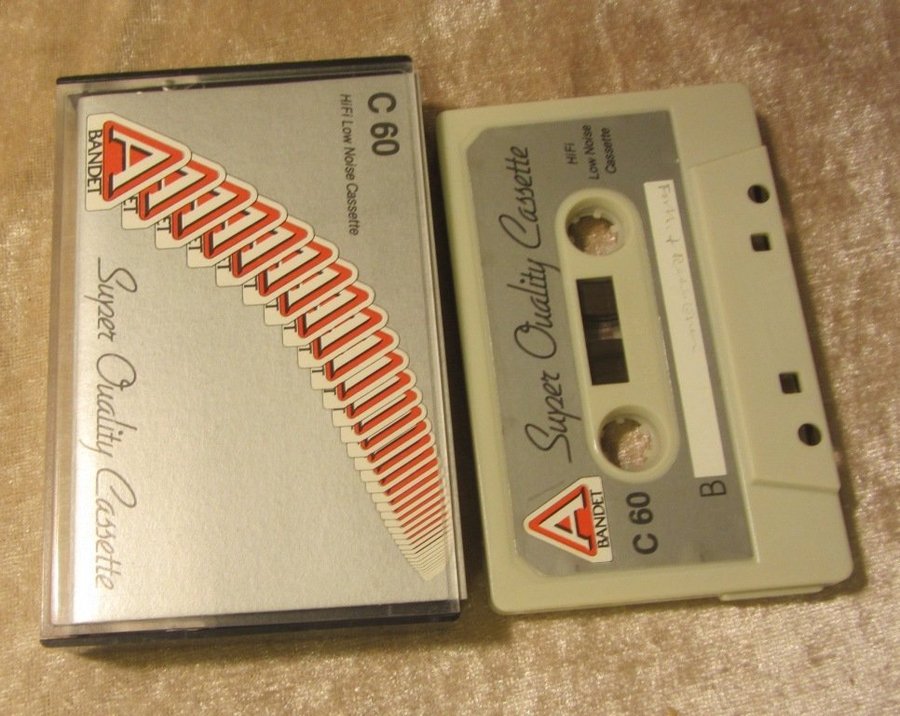 C 60
HiFi Low Noise Cassette
A
BANDET
Super Quality Cassette
Super Quality Cassette
HiFi
Low Noise
Cassette
A
BANDET
C 60
B